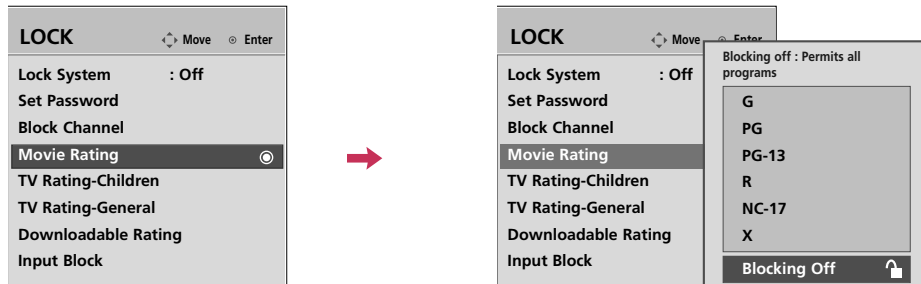 LOCK
Move
Enter
Lock System : Off
Set Password
Block Channel
Movie Rating
TV Rating-Children
TV Rating-General
Downloadable Rating
Input Block
LOCK
Move
Enter
Lock System : Off
Set Password
Block Channel
Movie Rating
TV Rating-Children
TV Rating-General
Downloadable Rating
Input Block
Blocking off : Permits all
programs
G
PG
PG-13
R
NC-17
X
Blocking Off